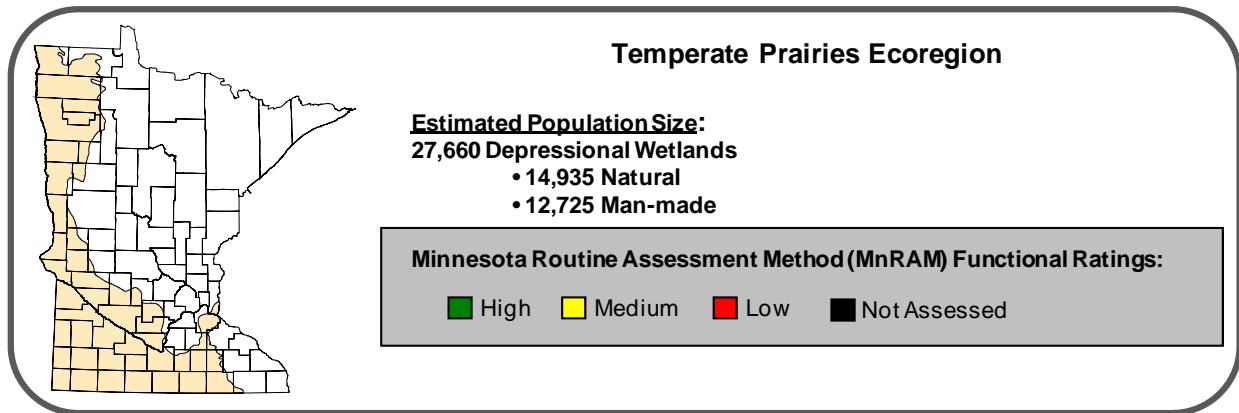 Temperate Prairies Ecoregion
Estimated Population Size:
27,660 Depressional Wetlands
• 14,935 Natural
• 12,725 Man-made
Minnesota Routine Assessment Method (MnRAM) Functional Ratings:
High Medium Low Not Assessed